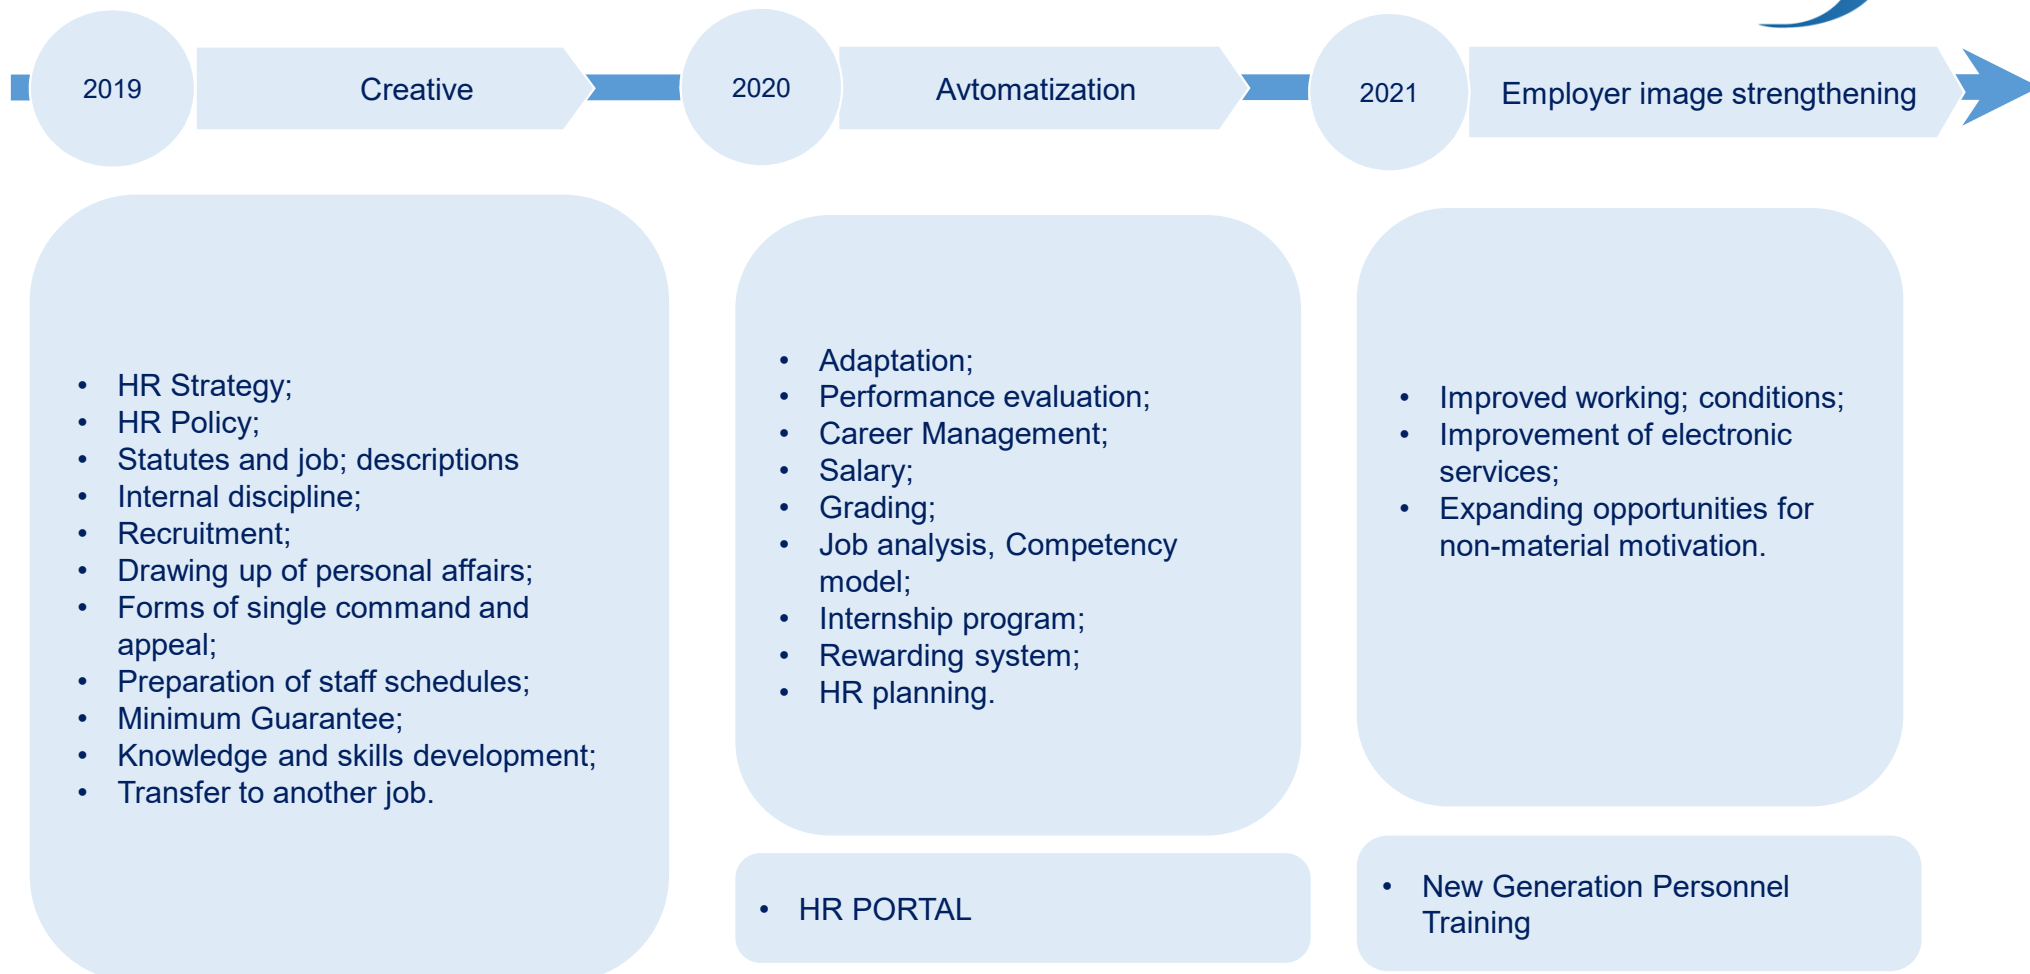 2019
Creative
2020
Avtomatization
2021
Employer image strengthening
• HR Strategy;
• HR Policy;
• Statutes and job; descriptions
• Internal discipline;
• Recruitment;
• Drawing up of personal affairs;
• Forms of single command and
appeal;
• Preparation of staff schedules;
• Minimum Guarantee;
• Knowledge and skills development;
• Transfer to another job.
• Adaptation;
• Performance evaluation;
• Career Management;
• Salary;
• Grading;
• Job analysis, Competency
model;
• Internship program;
• Rewarding system;
• HR planning.
• HR PORTAL
• Improved working; conditions;
• Improvement of electronic
services;
• Expanding opportunities for
non-material motivation.
• New Generation Personnel
Training